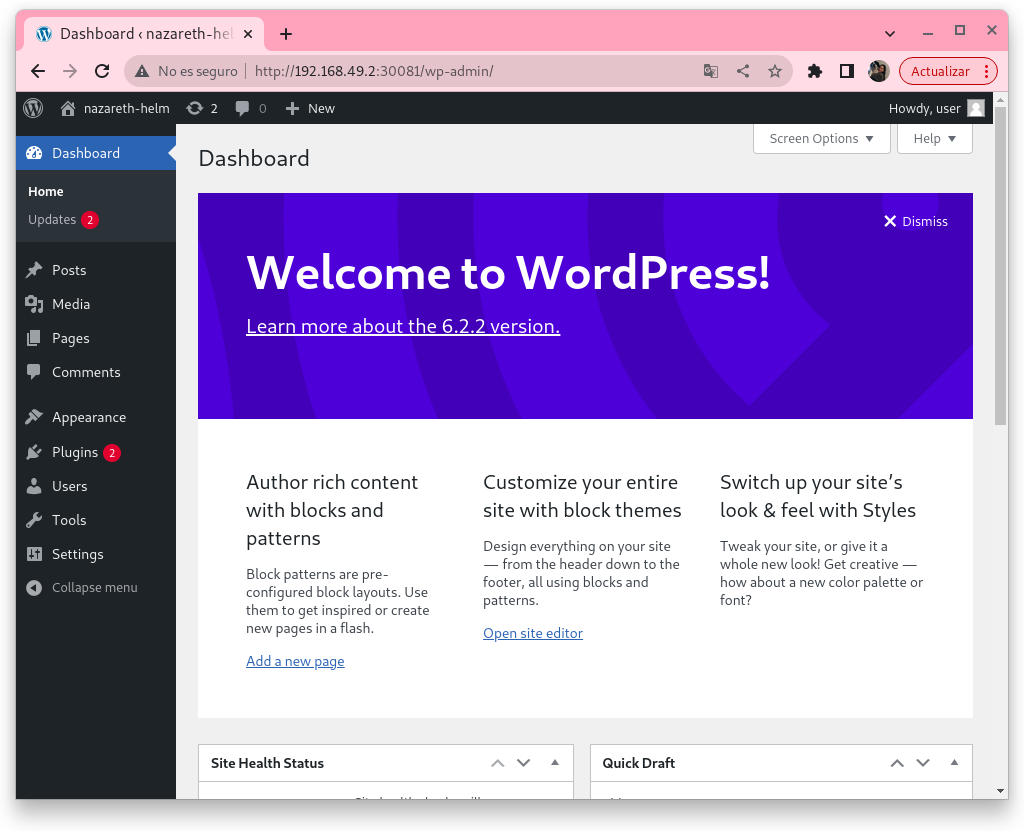 Dashboard ‹ nazareth-hel
No es seguro
http://192.168.49.2:30081/wp-admin/
Actualizar
nazareth-helm
2
0
New
Howdy, user
Dashboard
Home
Updates 2
Posts
Media
Pages
Comments
Appearance
Plugins 2
Users
Tools
Settings
Collapse menu
Screen Options
Help
Dashboard
Dismiss
Welcome to WordPress!
Learn more about the 6.2.2 version.
Author rich content
with blocks and
patterns
Block patterns are pre-
configured block layouts. Use
them to get inspired or create
new pages in a flash.
Add a new page
Customize your entire
site with block themes
Design everything on your site
— from the header down to the
footer, all using blocks and
patterns.
Open site editor
Switch up your site’s
look & feel with Styles
Tweak your site, or give it a
whole new look! Get creative —
how about a new color palette or
font?
Site Health Status
Quick Draft